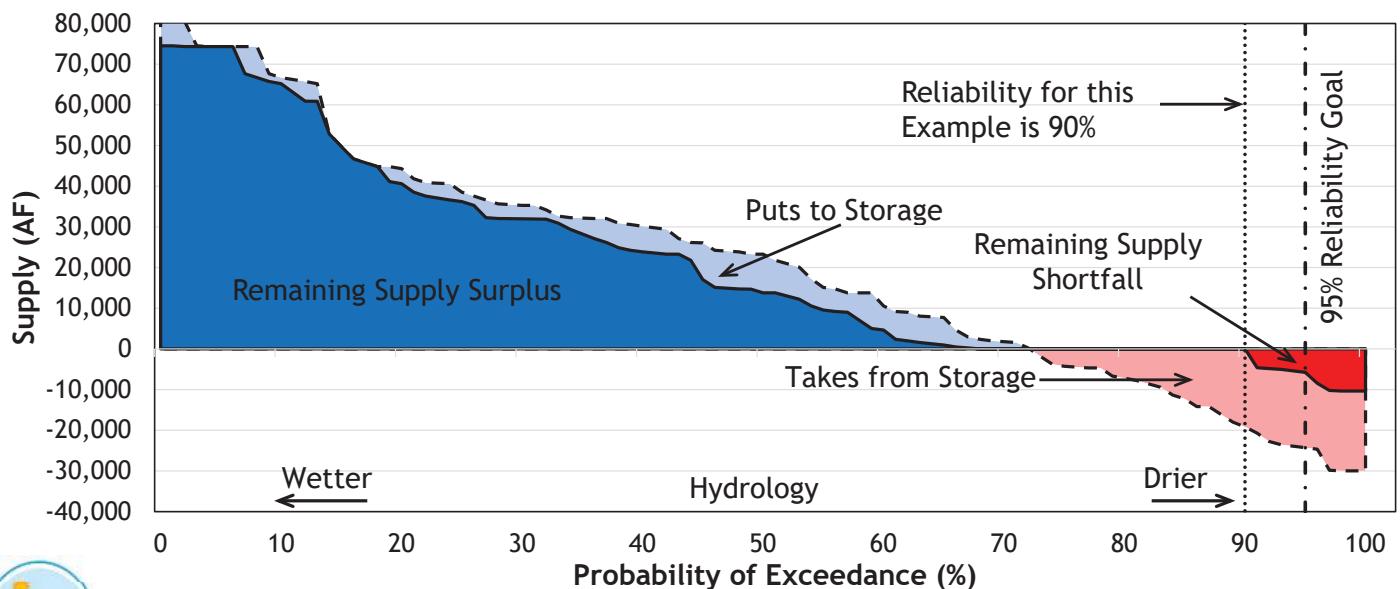 80,000
70,000
60,000
50,000
40,000
30,000
20,000
10,000
0
-10,000
-20,000
-30,000
-40,000
Supply (AF)
Reliability for this
Example is 90%
95% Reliability Goal
Puts to Storage
Remaining Supply
Shortfall
Remaining Supply Surplus
Takes from Storage
Wetter
Hydrology
Drier
0 10 20 30 40 50 60 70 80 90 100
Probability of Exceedance (%)